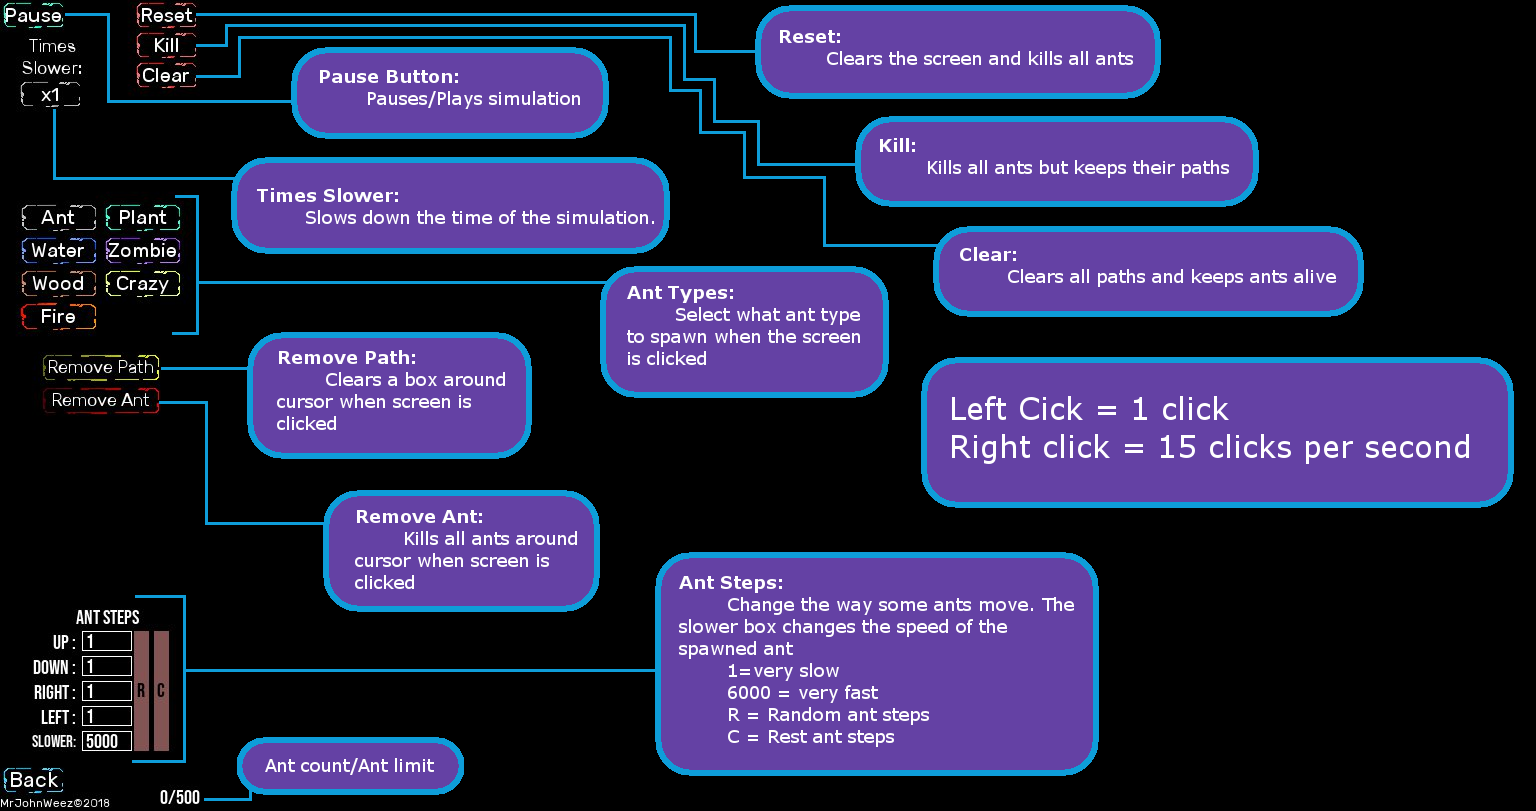 Pause
Times
Slower:
x1
Reset
Kill
Clear
Pause Button:
Pauses/Plays simulation
Reset:
Clears the screen and kills all ants
Kill:
Kills all ants but keeps their paths
Times Slower:
Slows down the time of the simulation.
Clear:
Clears all paths and keeps ants alive
Ant Plant
Water Zombie
Wood Crazy
Fire
Ant Types:
Select what ant type
to spawn when the screen
is clicked
Remove Path
Remove Ant
Remove Path:
Clears a box around
cursor when screen is
clicked
Left Cick = 1 click
Right click = 15 clicks per second
Remove Ant:
Kills all ants around
cursor when screen is
clicked
Ant Steps:
Change the way some ants move. The
slower box changes the speed of the
spawned ant
1=very slow
6000 = very fast
R = Random ant steps
C = Rest ant steps
ANT STEPS
UP : 1
DOWN : 1
RIGHT : 1
LEFT : 1
SLOWER: 5000
R C
Ant count/Ant limit
Back
0/500
MrJohnWeez©2018